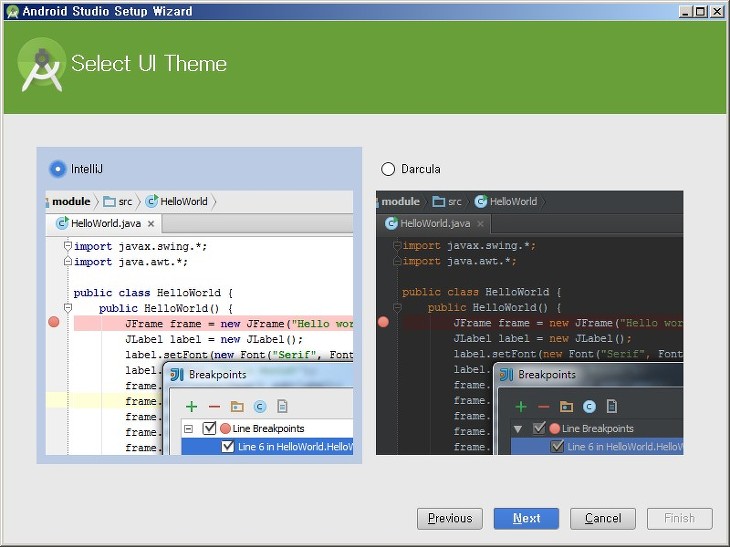 Android Studio Setup Wizard
Select UI Theme
IntelliJ
module src HelloWorld
HelloWorld.java
import javax.swing.*;
import java.awt.*;
public class HelloWorld {
public HelloWorld() {
JFrame frame = new JFrame("Hello wor
JLabel label = new JLabel();
label.setFont(new Font("Serif", Font
label.
frame.
frame.
frame.
frame.
frame.
Breakpoints
Line Breakpoints
Line 6 in HelloWorld.HelloW
Darcula
module src HelloWorld
HelloWorld.java
import javax.swing.*;
import java.awt.*;
public class HelloWorld {
public HelloWorld() {
JFrame frame = new JFrame("Hello wor
JLabel label = new JLabel();
label.setFont(new Font("Serif", Font
label.
frame.
frame.
frame.
frame.
frame.
Breakpoints
Line Breakpoints
Line 6 in HelloWorld.HelloW
Previous Next Cancel Finish